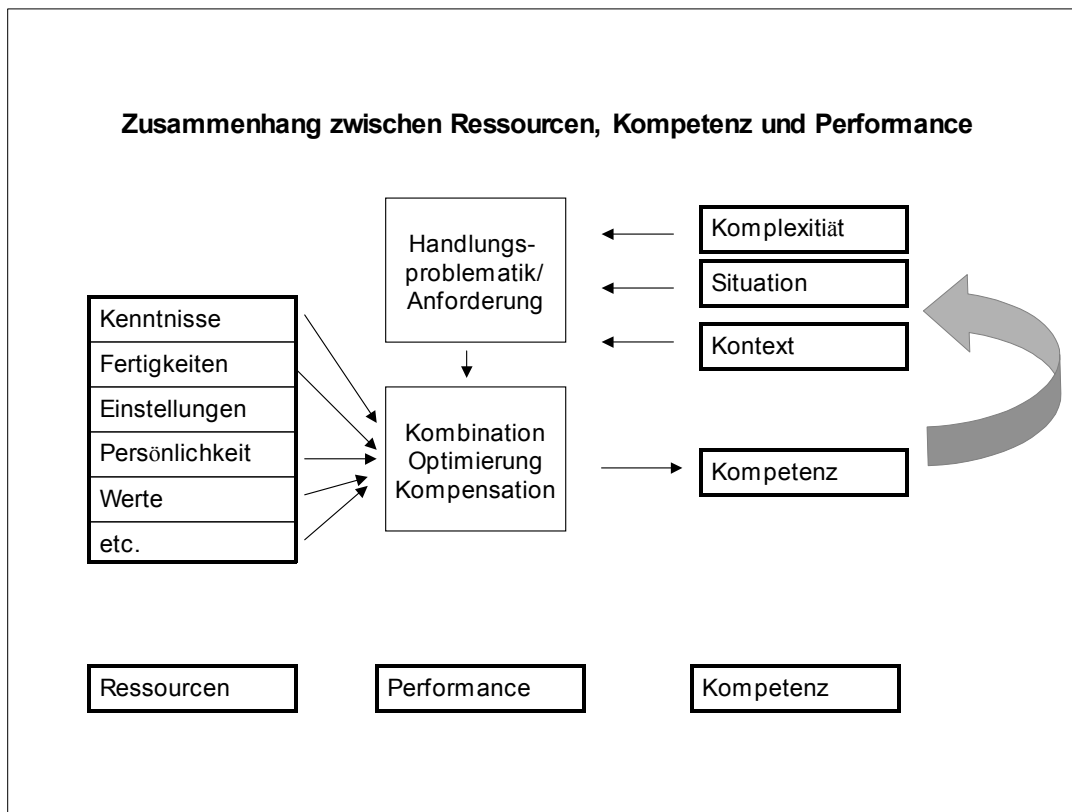 Zusammenhang zwischen Ressourcen, Kompetenz und Performance
Handlungs-
problematik/
Anforderung
Komplexitiät
Situation
Kontext
Kenntnisse
Fertigkeiten
Einstellungen
Persönlichkeit
Werte
etc.
Kombination
Optimierung
Kompensation
Kompetenz
Ressourcen
Performance
Kompetenz